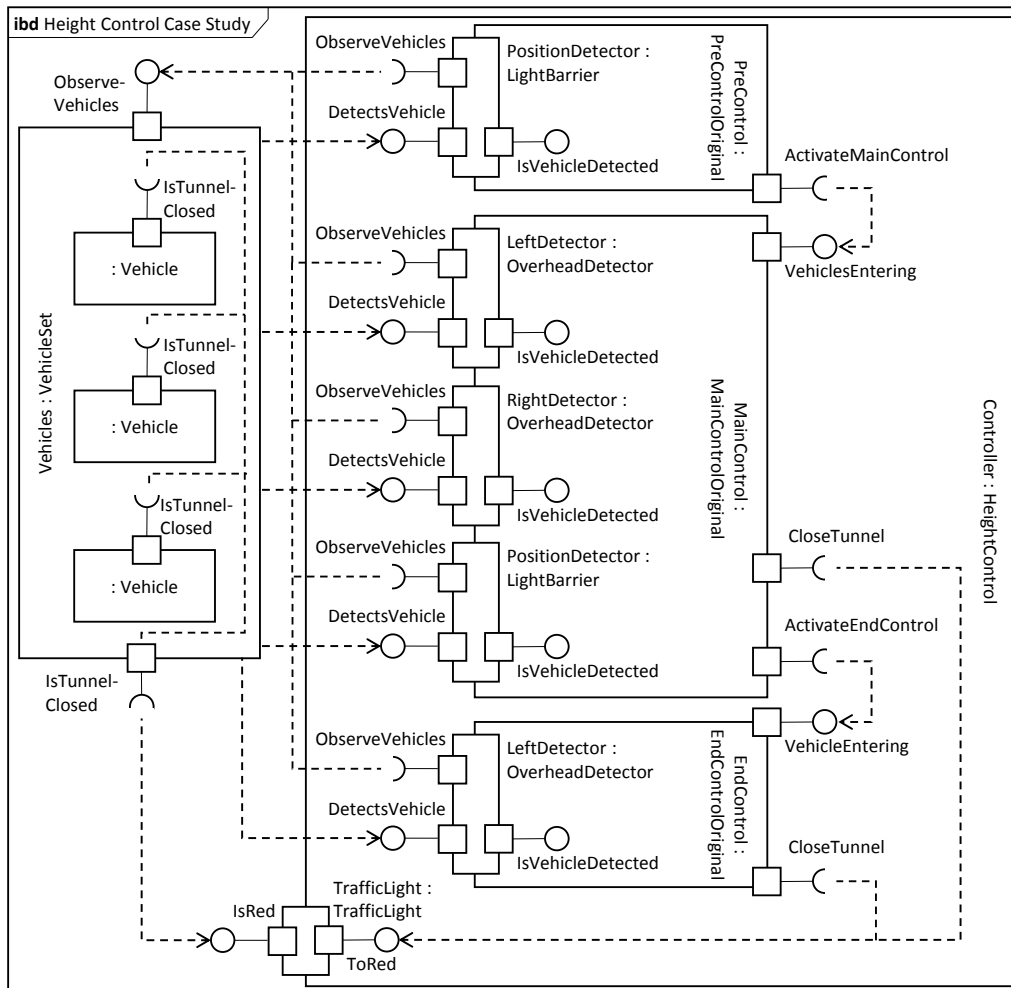 ibd Height Control Case Study
Observe-
Vehicles
IsTunnel-
Closed
: Vehicle
IsTunnel-
Closed
: Vehicle
IsTunnel-
Closed
: Vehicle
Vehicles : VehicleSet
IsTunnel-
Closed
ObserveVehicles
PositionDetector :
LightBarrier
DetectsVehicle
IsVehicleDetected
PreControl :
PreControlOriginal
ActivateMainControl
VehiclesEntering
ObserveVehicles
LeftDetector :
OverheadDetector
DetectsVehicle
IsVehicleDetected
ObserveVehicles
RightDetector :
OverheadDetector
DetectsVehicle
IsVehicleDetected
MainControl :
MainControlOriginal
ObserveVehicles
PositionDetector :
LightBarrier
DetectsVehicle
IsVehicleDetected
CloseTunnel
ActivateEndControl
VehicleEntering
Controller : HeightControl
ObserveVehicles
LeftDetector :
OverheadDetector
DetectsVehicle
IsVehicleDetected
EndControl :
EndControlOriginal
CloseTunnel
IsRed
TrafficLight :
TrafficLight
ToRed